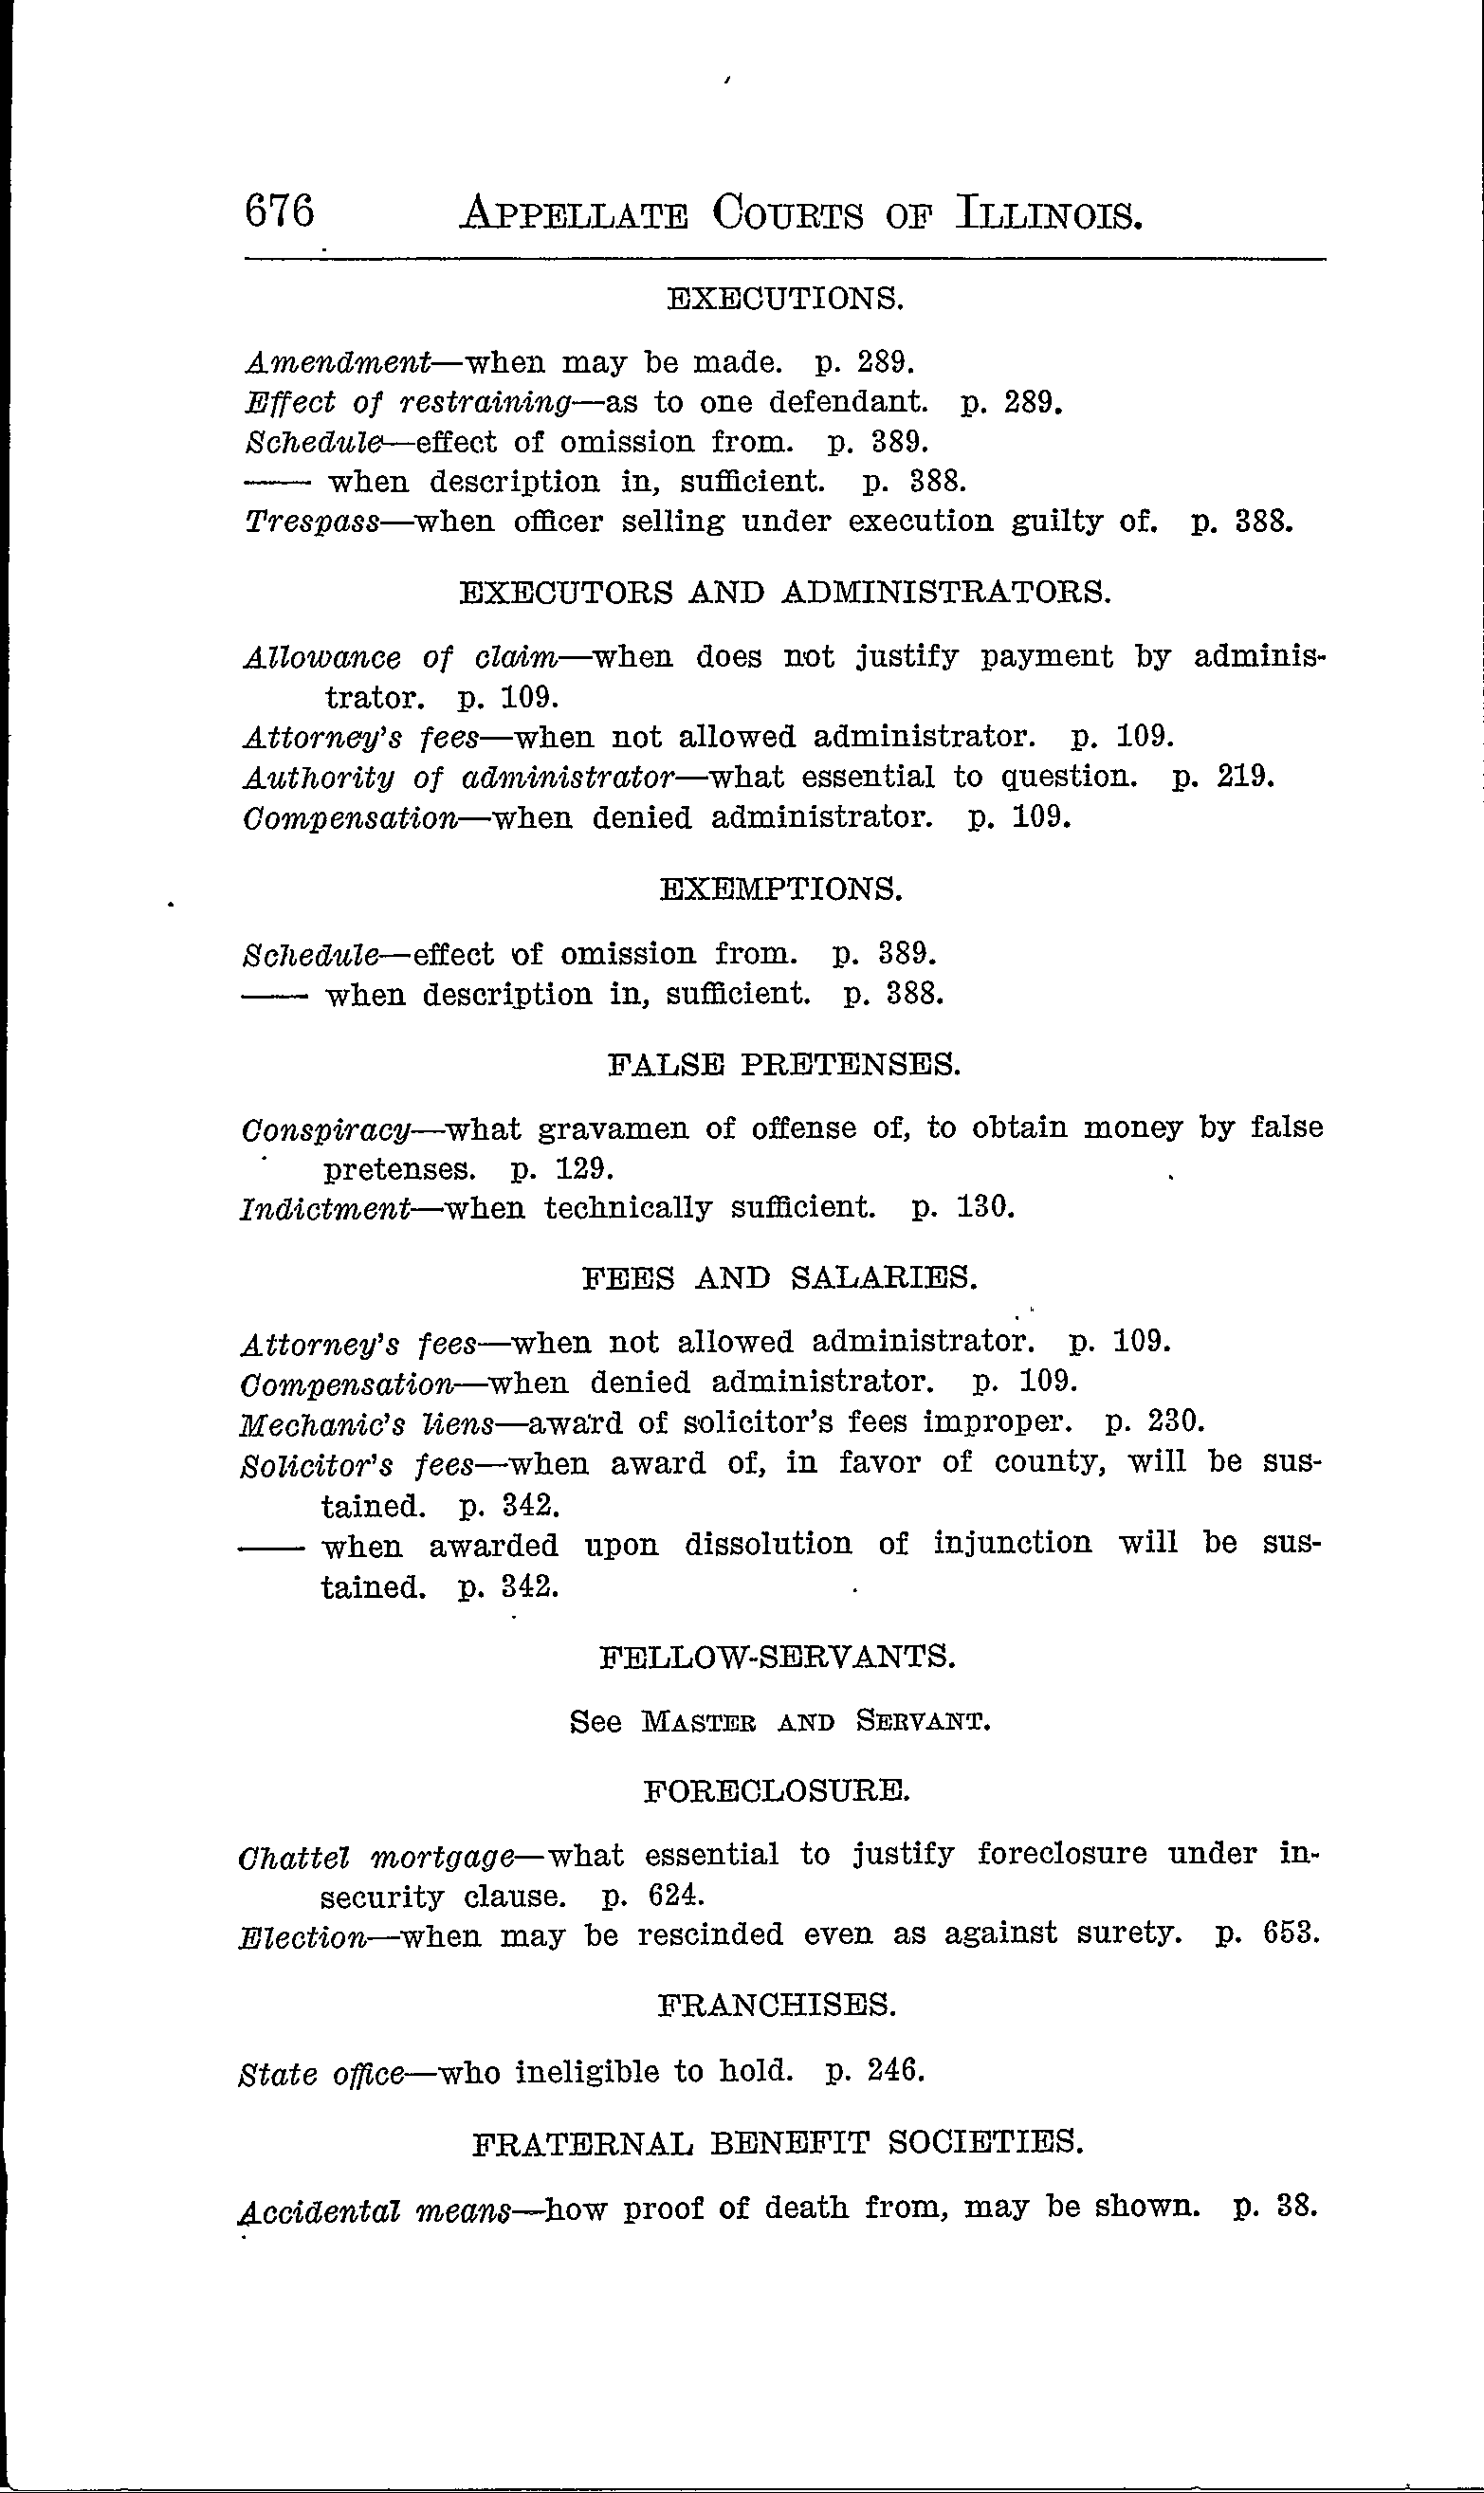 676 APPELLATE COURTS OF ILLINOIS.
EXECUTIONS.
Amendment—when may be made. p. 289.
Effect of restraining—as to one defendant. p. 289.
Schedule—effect of omission from. p. 389.
—— when description in, sufficient. p. 388.
Trespass—when officer selling under execution guilty of. p. 388.
EXECUTORS AND ADMINISTRATORS.
Allowance of claim—when does not justify payment by adminis-
trator. p. 109.
Attorney's fees—when not allowed administrator. p. 109.
Authority of administrator—what essential to question. p. 219.
Compensation—when denied administrator. p. 109.
EXEMPTIONS.
Schedule—effect of omission from. p. 389.
—— when description in, sufficient. p. 388.
FALSE PRETENSES.
Conspiracy—what gravamen of offense of, to obtain money by false
pretenses. p. 129.
Indictment—when technically sufficient. p. 130.
FEES AND SALARIES.
Attorney's fees—when not allowed administrator. p. 109.
Compensation—when denied administrator. p. 109.
Mechanic's liens—award of solicitor's fees improper. p. 230.
Solicitor's fees—when award of, in favor of county, will be sus-
tained. p. 342.
—— when awarded upon dissolution of injunction will be sus-
tained. p. 342.
FELLOW-SERVANTS.
See MASTER AND SERVANT.
FORECLOSURE.
Chattel mortgage—what essential to justify foreclosure under in-
security clause. p. 624.
Election—when may be rescinded even as against surety. p. 653.
FRANCHISES.
State office—who ineligible to hold. p. 246.
FRATERNAL BENEFIT SOCIETIES.
Accidental means—how proof of death from, may be shown. p. 38.